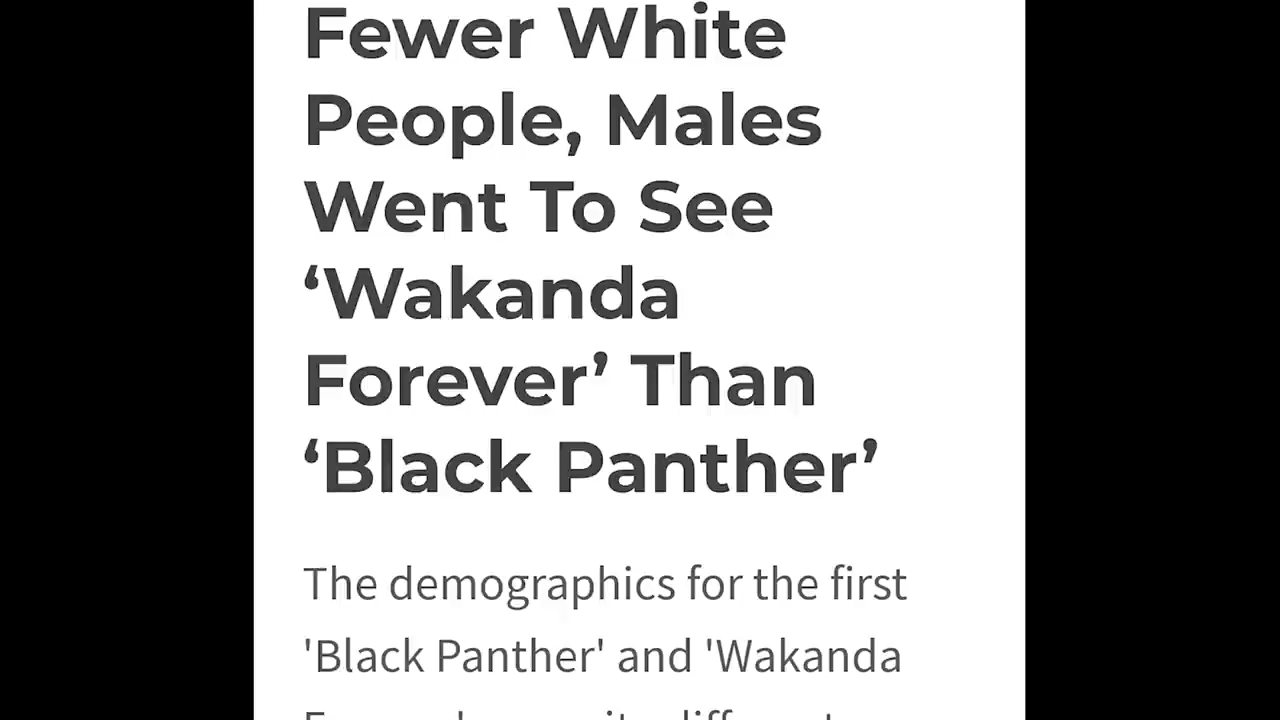 Fewer White
People, Males
Went To See
‘Wakanda
Forever’ Than
‘Black Panther’
The demographics for the first
'Black Panther' and 'Wakanda